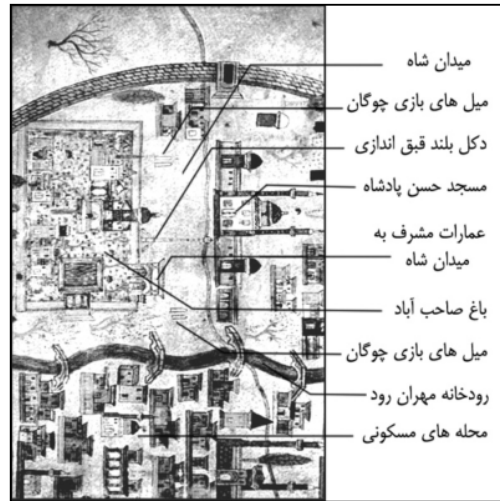 میدان شاه
میل های بازی چوگان
دکل بلند قبق اندازی
مسجد حسن پادشاه
عمارات مشرف به
میدان شاه
باغ صاحب آباد
میل های بازی چوگان
رودخانه مهران رود
محله های مسکونی